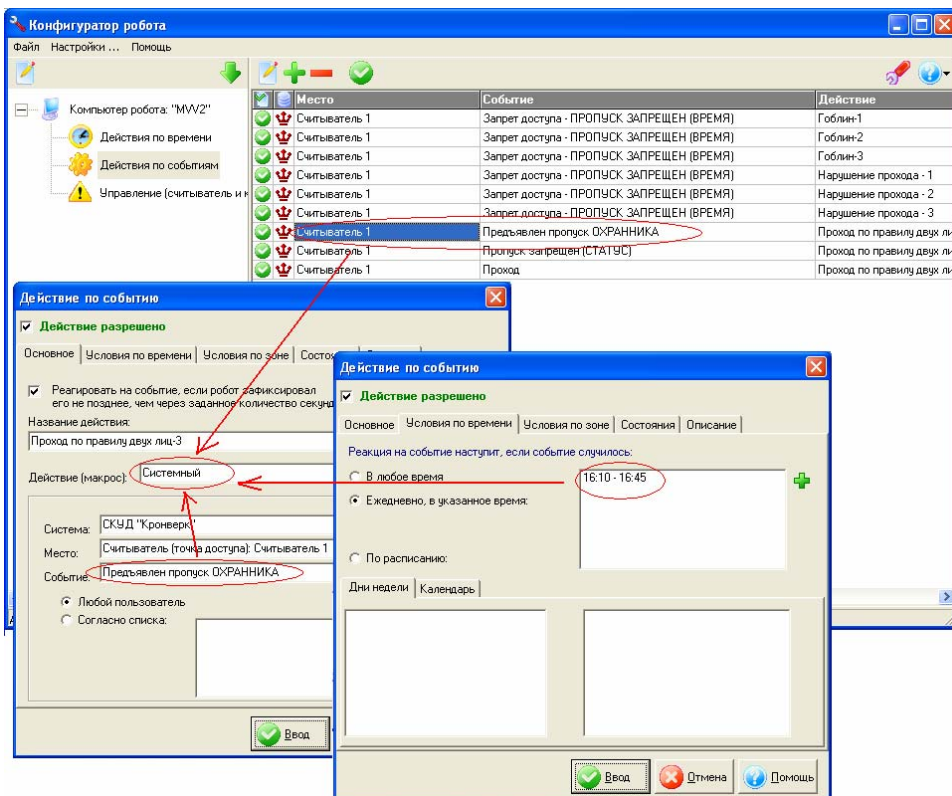 Конфигуратор робота
Файл Настройки ... Помощь
Компьютер робота: "MVV2"
Действия по времени
Действия по событиям
Управление (считыватель и к
Место Событие Действие
Считыватель 1 Запрет доступа - ПРОПУСК ЗАПРЕЩЕН (ВРЕМЯ) Гоблин-1
Считыватель 1 Запрет доступа - ПРОПУСК ЗАПРЕЩЕН (ВРЕМЯ) Гоблин-2
Считыватель 1 Запрет доступа - ПРОПУСК ЗАПРЕЩЕН (ВРЕМЯ) Гоблин-3
Считыватель 1 Запрет доступа - ПРОПУСК ЗАПРЕЩЕН (ВРЕМЯ) Нарушение прохода - 1
Считыватель 1 Запрет доступа - ПРОПУСК ЗАПРЕЩЕН (ВРЕМЯ) Нарушение прохода - 2
Считыватель 1 Запрет доступа - ПРОПУСК ЗАПРЕЩЕН (ВРЕМЯ) Нарушение прохода - 3
Считыватель 1 Предъявлен пропуск ОХРАННИКА Проход по правилу двух ли
Считыватель 1 Пропуск запрещен (СТАТУС) Проход по правилу двух ли
Считыватель 1 Проход Проход по правилу двух ли
Действие по событию
Действие разрешено
Основное Условия по времени Условия по зоне Состоя
Реагировать на событие, если робот зафиксировал
его не позднее, чем через заданное количество секунд
Название действия:
Проход по правилу двух лиц-3
Действие (макрос): Системный
Система: СКУД "Кронверк"
Место: Считыватель (точка доступа): Считыватель 1
Событие: Предъявлен пропуск ОХРАННИКА
Любой пользователь
Согласно списка:
Ввод
Действие по событию
Действие разрешено
Основное Условия по времени Условия по зоне Состояния Описание
Реакция на событие наступит, если событие случилось:
В любое время
16:10 - 16:45
Ежедневно, в указанное время:
По расписанию:
Дни недели Календарь
Ввод Отмена Помощь